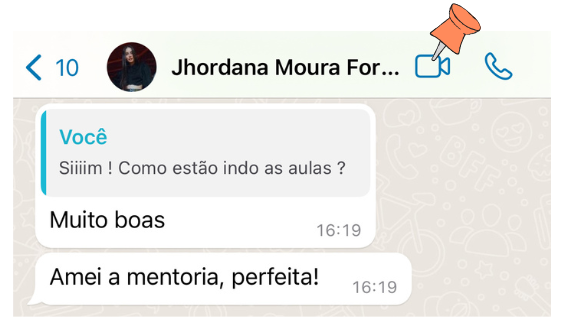 10 Jhordana Moura For...
Você
Siiiim ! Como estão indo as aulas ?
Muito boas
16:19
Amei a mentoria, perfeita!
16:19